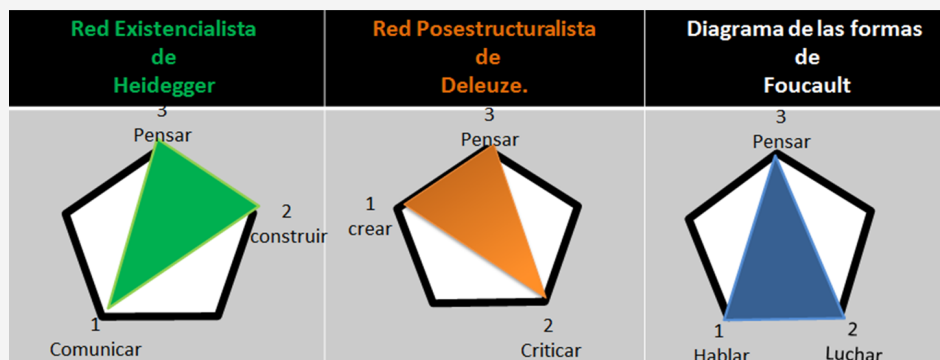 Red Existencialista
de
Heidegger
Red Posestructuralista
de
Deleuze.
Diagrama de las formas
de
Foucault
3
Pensar
2
construir
1
Comunicar
3
Pensar
1
crear
2
Criticar
3
Pensar
1
Hablar
2
Luchar